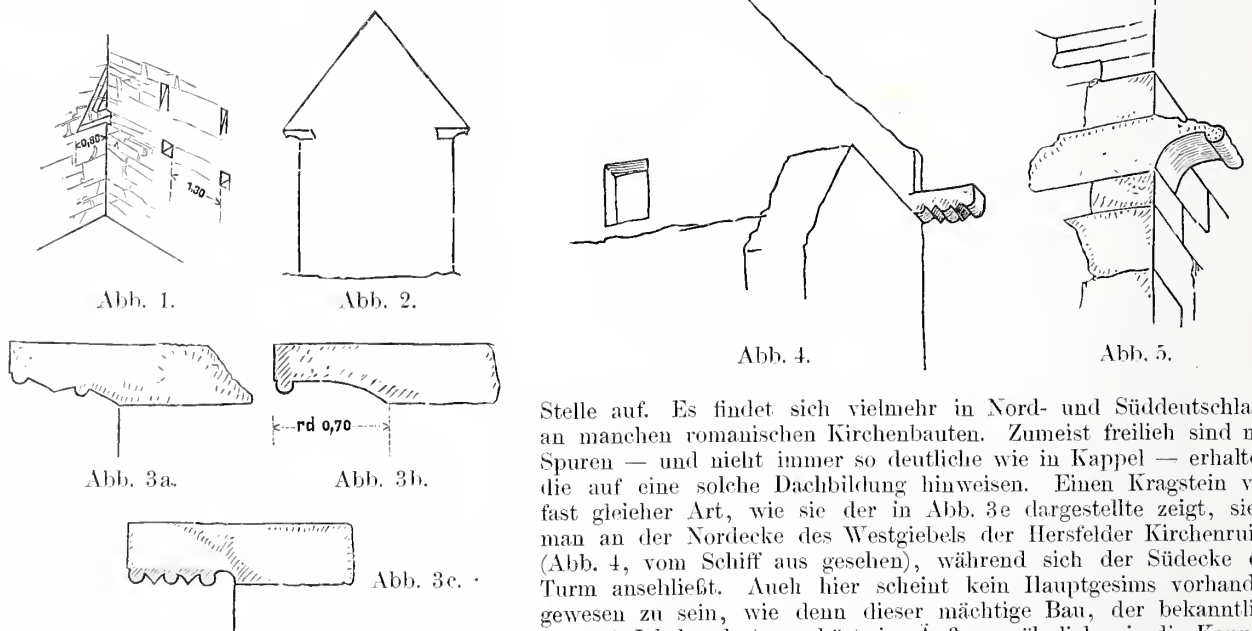 <0,80>
1,30
Abb. 1.
Abb. 2.
Abb. 3a.
rd 0,70
Abb. 3b.
Abb. 3c.
Abb. 4.
Abb. 5.
Stelle auf. Es findet sich vielmehr in Nord- und Süddeutschla
an manchen romanischen Kirchenbauten. Zumeist freilich sind
Spuren — und nicht immer so deutliche wie in Kappel — erhalte
die auf eine solche Dachbildung hinweisen. Einen Kragstein v
fast gleicher Art, wie sie der in Abb. 3c dargestellte zeigt, sie
man an der Nordecke des Westgiebels der Hersfelder Kirchenrui
(Abb. 4, vom Schiff aus gesehen), während sich der Südecke
Turm anschließt. Auch hier scheint kein Hauptgesims vorhand
gewesen zu sein, wie denn dieser mächtige Bau, der bekanntli